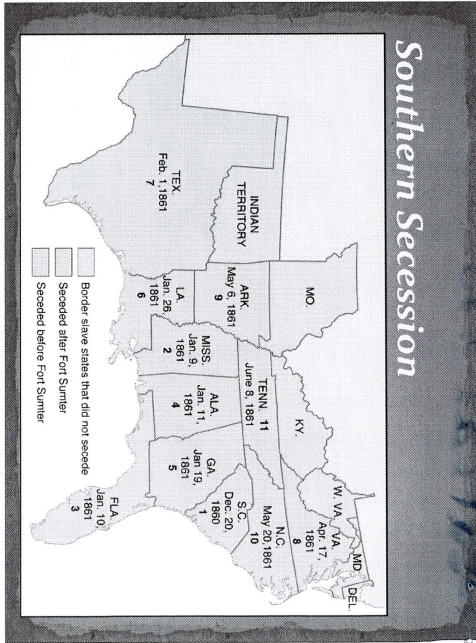 Southern Secession
MO.
KY.
W. VA.
VA.
Apr. 17,
1861
8
MD.
DEL.
INDIAN
TERRITORY
ARK.
May 6, 1861
9
TENN. 11
June 8, 1861
N.C.
May 20,1861
10
TEX.
Feb. 1,1861
7
LA.
Jan. 26,
1861
6
MISS.
Jan. 9,
1861
2
ALA.
Jan. 11,
1861
4
GA.
Jan 19,
1861
5
S.C.
Dec. 20,
1860
1
FLA.
Jan. 10,
1861
3
Border slave states that did not secede
Seceded after Fort Sumter
Seceded before Fort Sumter